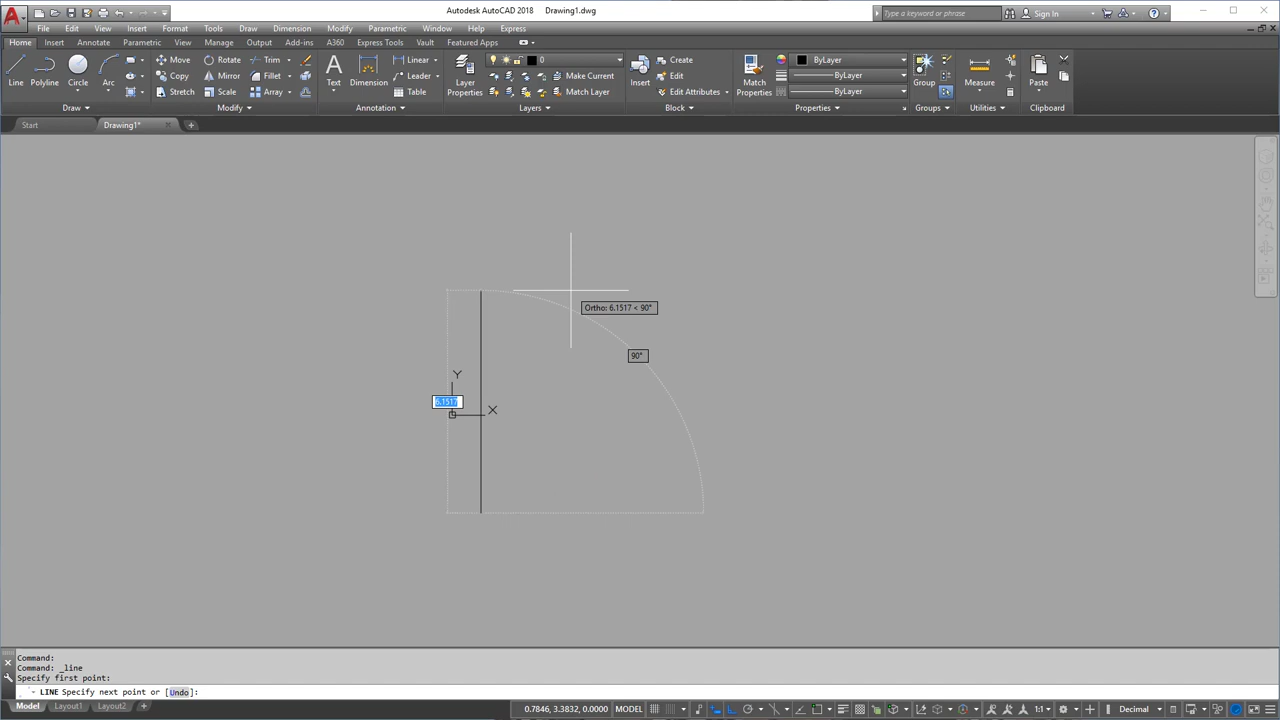 Autodesk AutoCAD 2018 Drawing1.dwg
Type a keyword or phrase
Sign In
File Edit View Insert Format Tools Draw Dimension Modify Parametric Window Help Express
Home Insert Annotate Parametric View Manage Output Add-ins A360 Express Tools Vault Featured Apps
Line
Polyline
Circle
Arc
Draw
Move
Rotate
Trim
Copy
Mirror
Fillet
Stretch
Scale
Array
Modify
Text
Dimension
Linear
Leader
Table
Annotation
Layer
Properties
0
Make Current
Match Layer
Layers
Insert
Create
Edit
Edit Attributes
Block
Match
Properties
ByLayer
ByLayer
ByLayer
Properties
Group
Groups
Measure
Utilities
Paste
Clipboard
Start
Drawing1*
Ortho: 6.1517 < 90°
90°
Y
6.1517
X
Command:
Command: _line
Specify first point:
LINE Specify next point or [Undo]:
Model Layout1 Layout2
0.7846, 3.3832, 0.0000 MODEL
1:1
Decimal